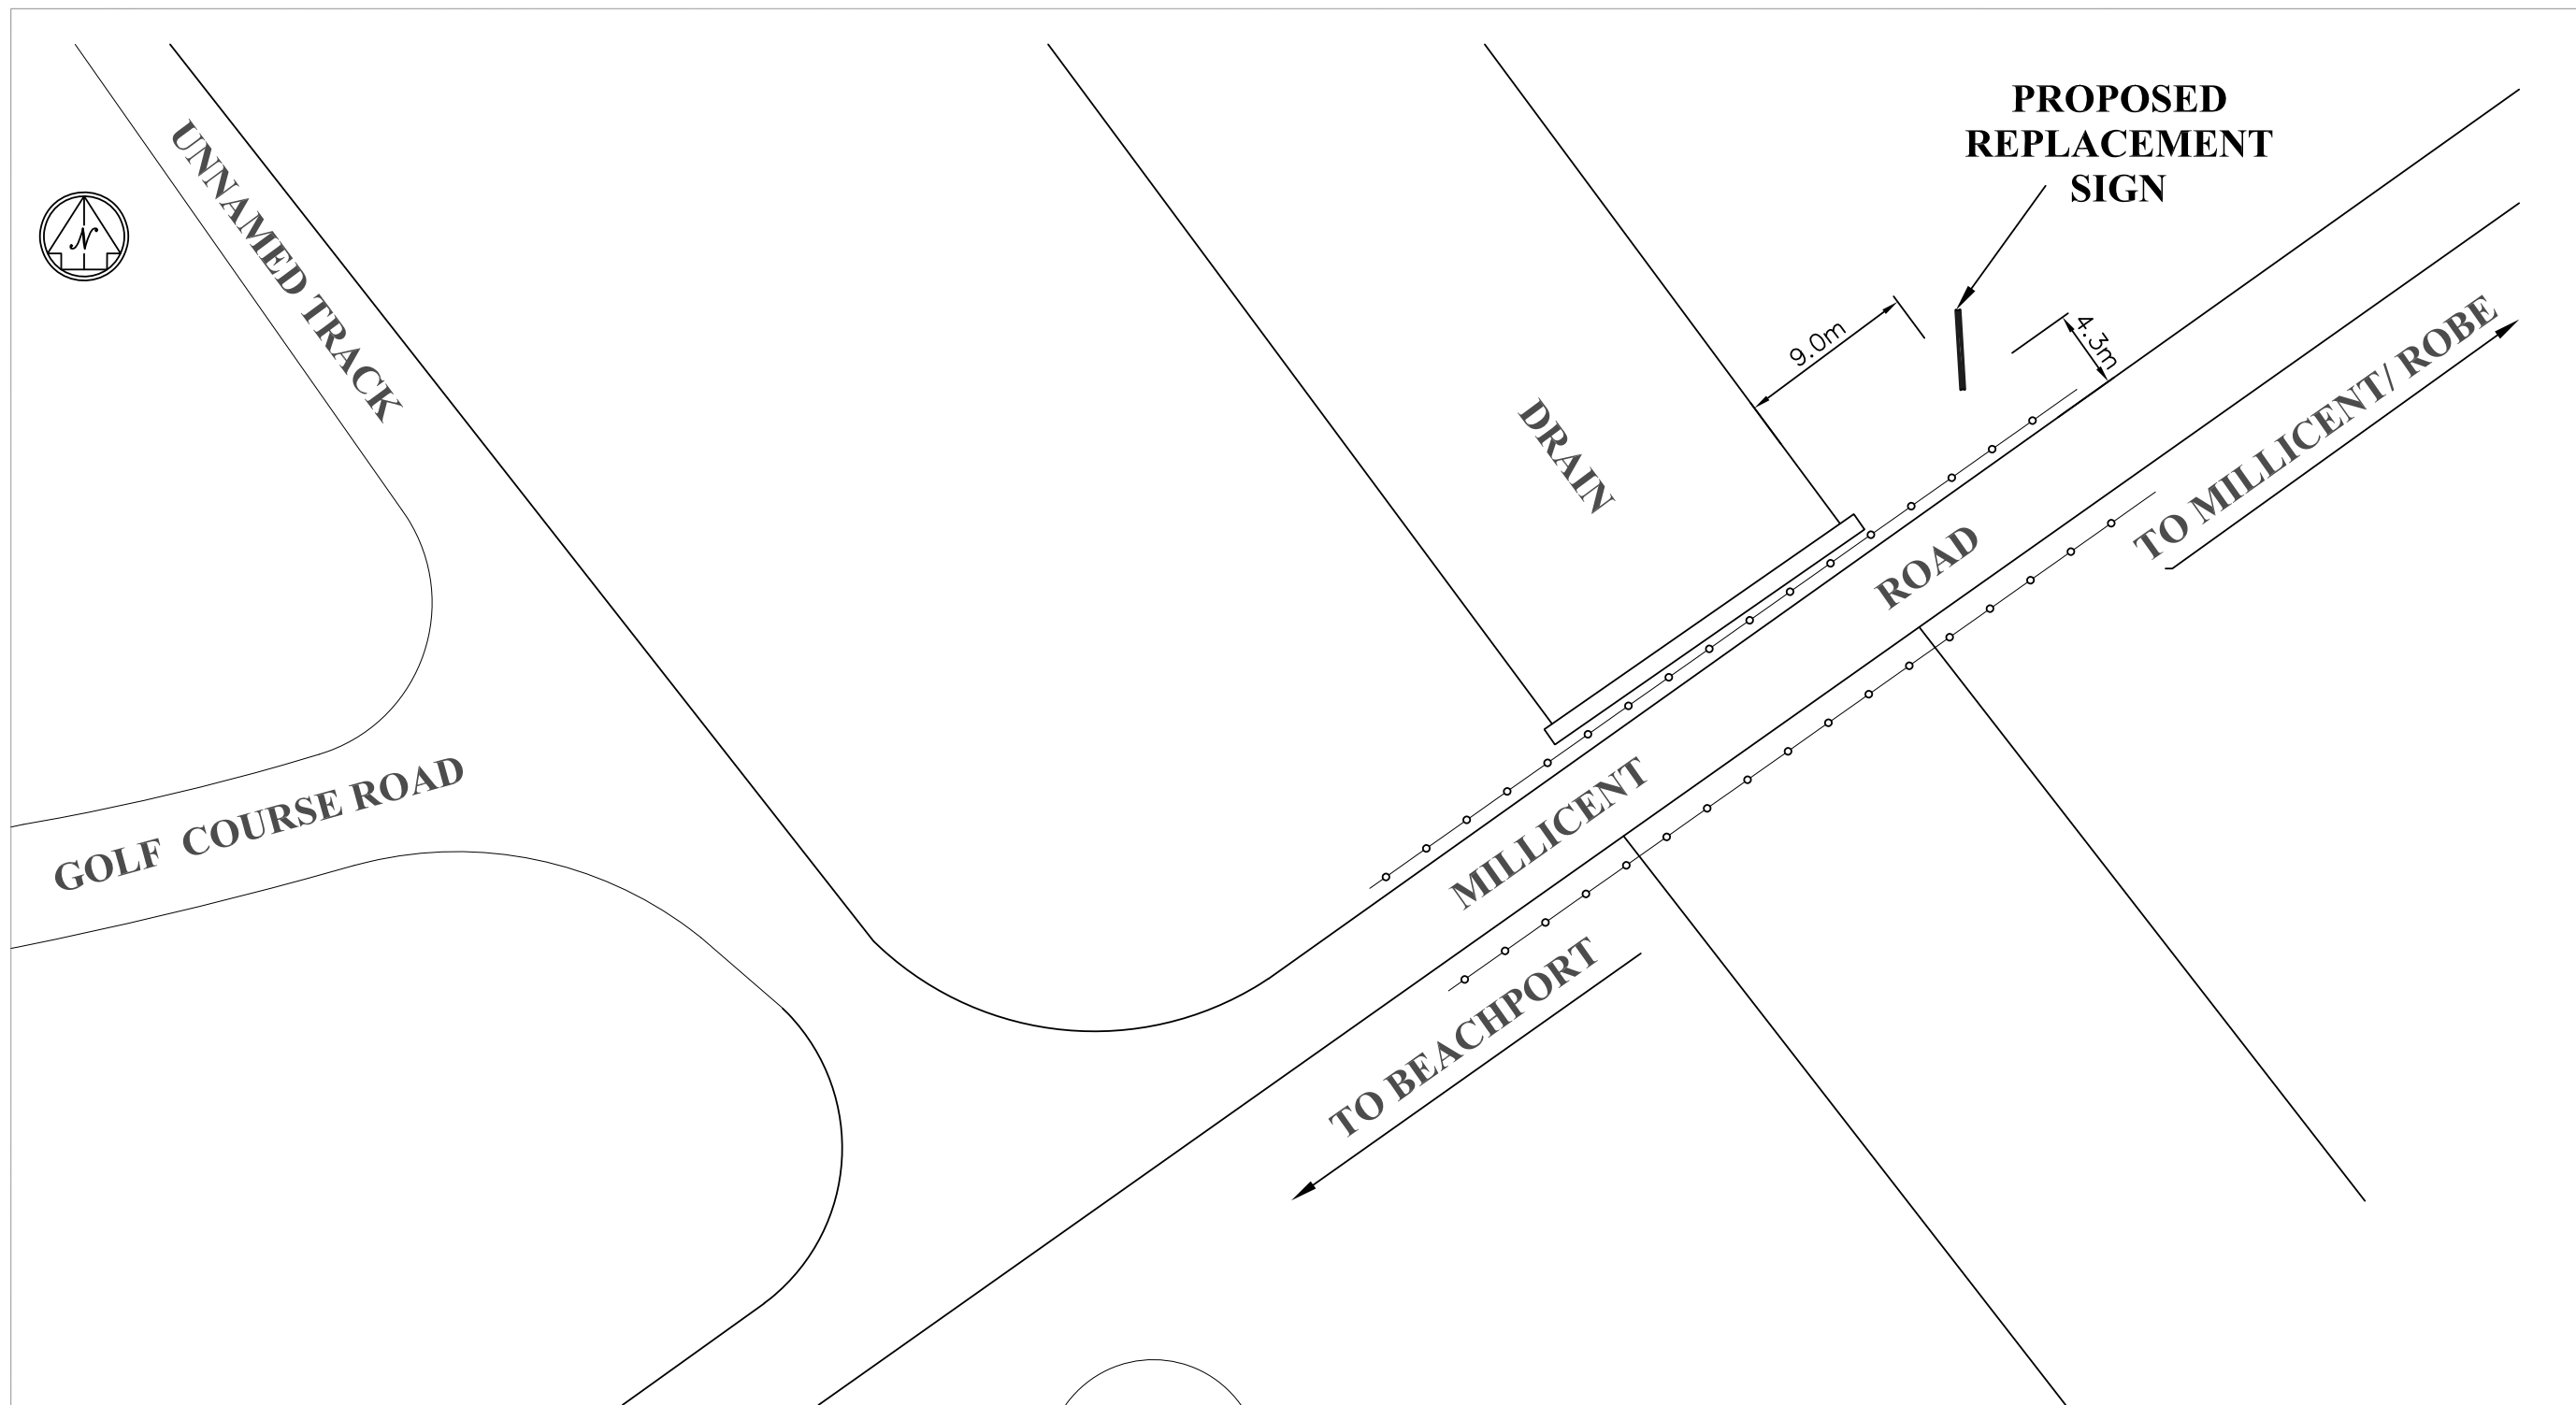 PROPOSED
REPLACEMENT
SIGN
UNNAMED TRACK
N
9.0m
4.3m
DRAIN
TO MILLICENT/ ROBE
MILLICENT ROAD
GOLF COURSE ROAD
TO BEACHPORT